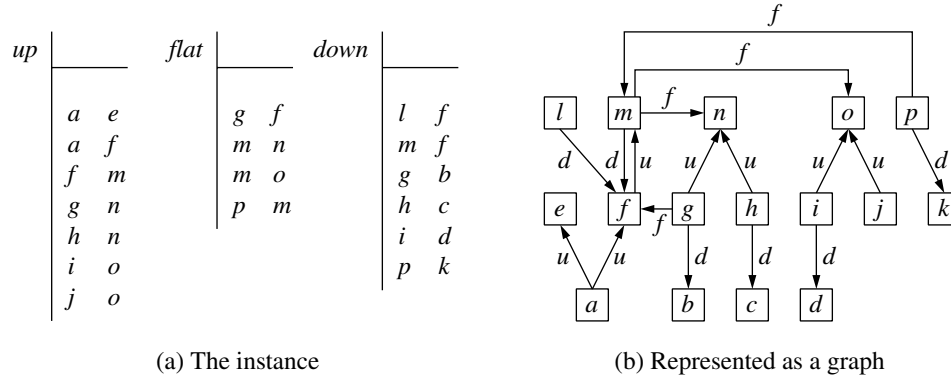 up flat down
a e g f l f
a f m n m f
f m m o g b
g n p m h c
h n i d
i o p k
j o
(a) The instance
f
f
l m f n o p
d d u u u u u d
e f f g h i j k
u u d d d
a b c d
(b) Represented as a graph